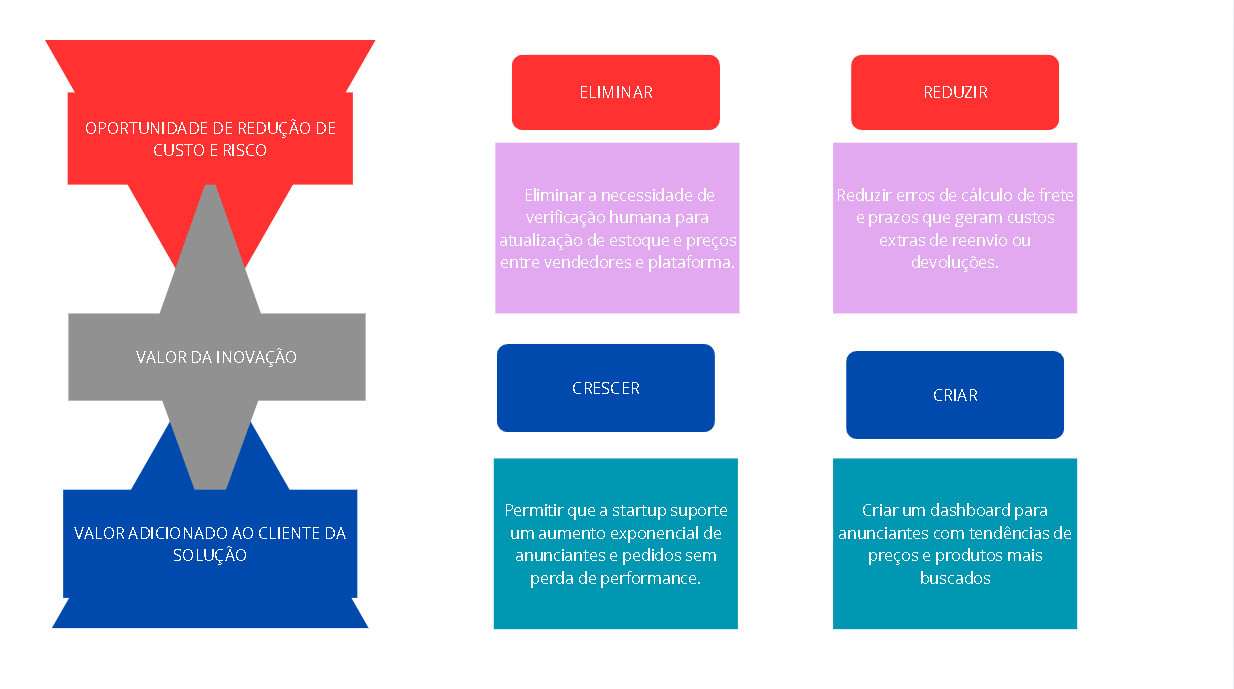 OPORTUNIDADE DE REDUÇÃO DE
CUSTO E RISCO
VALOR DA INOVAÇÃO
VALOR ADICIONADO AO CLIENTE DA
SOLUÇÃO
ELIMINAR
Eliminar a necessidade de
verificação humana para
atualização de estoque e preços
entre vendedores e plataforma.
REDUZIR
Reduzir erros de cálculo de frete
e prazos que geram custos
extras de reenvio ou
devoluções.
CRESCER
Permitir que a startup suporte
um aumento exponencial de
anunciantes e pedidos sem
perda de performance.
CRIAR
Criar um dashboard para
anunciantes com tendências de
preços e produtos mais
buscados